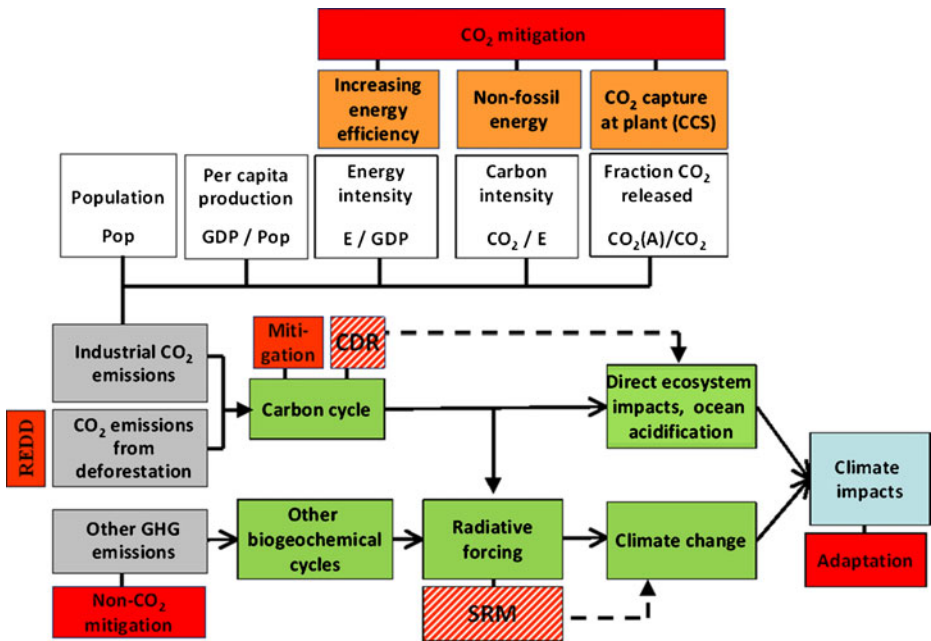 CO₂ mitigation
Increasing
energy
efficiency
Non-fossil
energy
CO₂ capture
at plant (CCS)
Population
Pop
Per capita
production
GDP / Pop
Energy
intensity
E / GDP
Carbon
intensity
CO₂ / E
Fraction CO₂
released
CO₂(A)/CO₂
Industrial CO₂
emissions
Miti-
gation
CDR
Carbon cycle
Direct ecosystem
impacts, ocean
acidification
REDD
CO₂ emissions
from
deforestation
Climate
impacts
Other GHG
emissions
Other
biogeochemical
cycles
Radiative
forcing
Climate change
Adaptation
Non-CO₂
mitigation
SRM